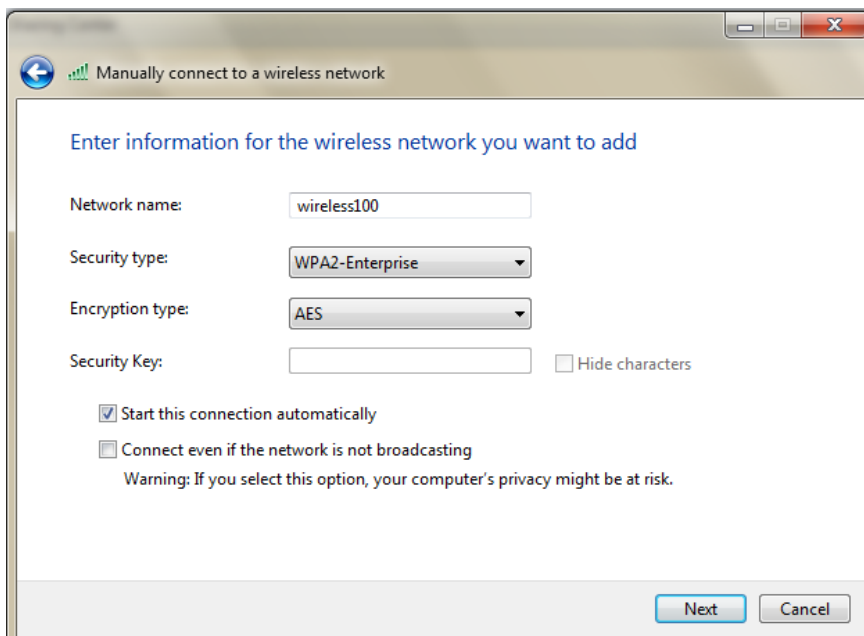 Manually connect to a wireless network
Enter information for the wireless network you want to add
Network name: wireless100
Security type: WPA2-Enterprise
Encryption type: AES
Security Key: Hide characters
Start this connection automatically
Connect even if the network is not broadcasting
Warning: If you select this option, your computer's privacy might be at risk.
Next Cancel